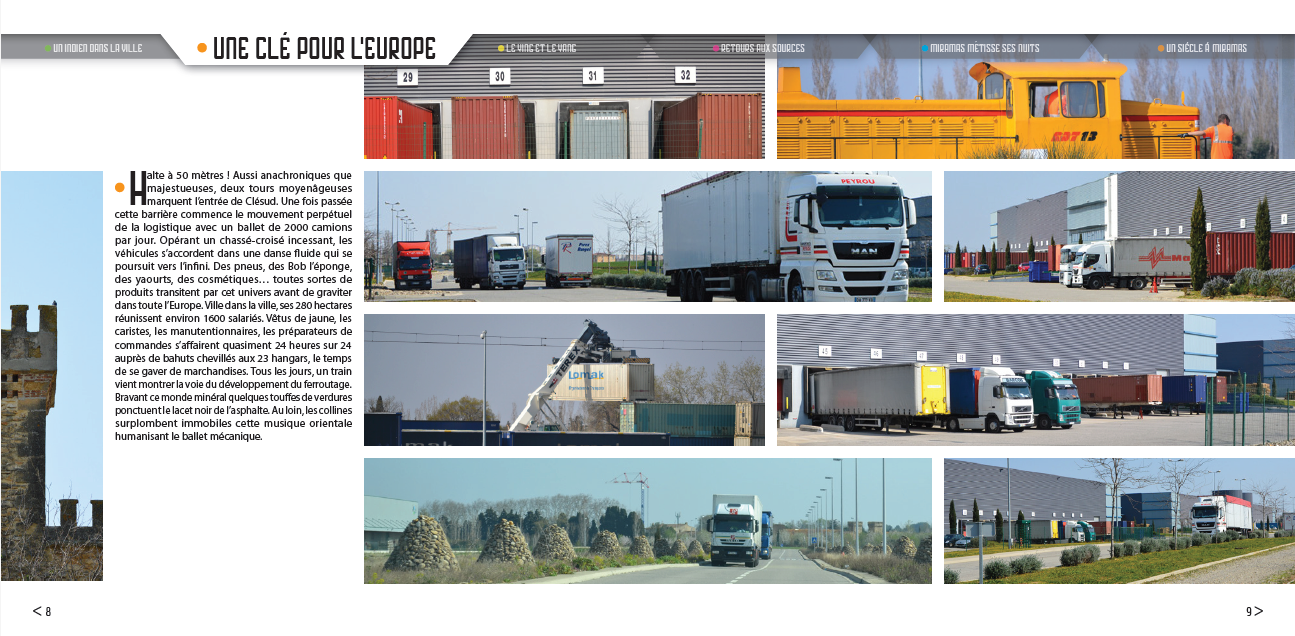 UN INDIEN DANS LA VILLE
UNE CLÉ POUR L'EUROPE
LE VING ET LE YANG
RETOURS AUX SOURCES
MIRAMAS MÉTISSE SES NUITS
UN SIÈCLE À MIRAMAS
29 30 31 32
CDT13
Halte à 50 mètres ! Aussi anachroniques que
majestueuses, deux tours moyenâgeuses
marquent l'entrée de Clésud. Une fois passée
cette barrière commence le mouvement perpétuel
de la logistique avec un ballet de 2000 camions
par jour. Opérant un chassé-croisé incessant, les
véhicules s'accordent dans une danse fluide qui se
poursuit vers l'infini. Des pneus, des Bob l'éponge,
des yaourts, des cosmétiques… toutes sortes de
produits transitent par cet univers avant de graviter
dans toute l'Europe. Ville dans la ville, ses 280 hectares
réunissent environ 1600 salariés. Vêtus de jaune, les
caristes, les manutentionnaires, les préparateurs de
commandes s'affairent quasiment 24 heures sur 24
auprès de bahuts chevillés aux 23 hangars, le temps
de se gaver de marchandises. Tous les jours, un train
vient montrer la voie du développement du ferroutage.
Bravant ce monde minéral quelques touffes de verdures
ponctuent le lacet noir de l'asphalte. Au loin, les collines
surplombent immobiles cette musique orientale
humanisant le ballet mécanique.
PEYROU
MAN
Lomak
< 8
9 >